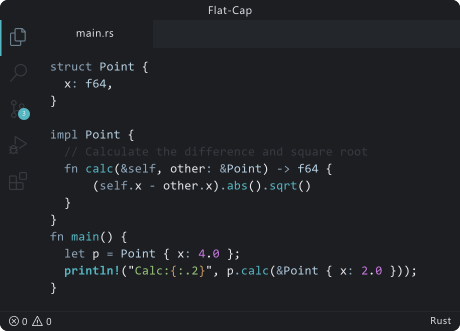 Flat-Cap
main.rs
struct Point {
  x: f64,
}
impl Point {
  // Calculate the difference and square root
  fn calc(&self, other: &Point) -> f64 {
      (self.x - other.x).abs().sqrt()
  }
}
fn main() {
  let p = Point { x: 4.0 };
  println!("Calc:{:.2}", p.calc(&Point { x: 2.0 }));
}
3
0 0
Rust